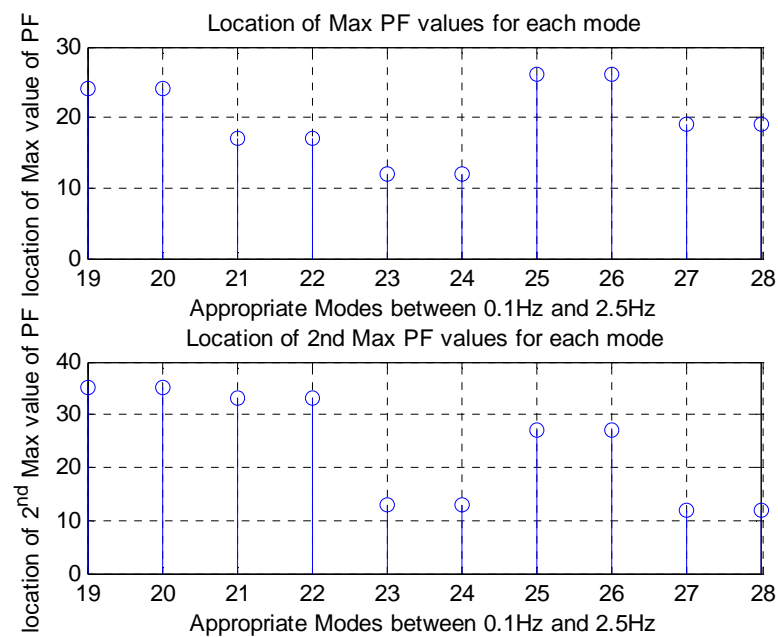 Location of Max PF values for each mode
location of Max value of PF
30
20
10
0
19 20 21 22 23 24 25 26 27 28
Appropriate Modes between 0.1Hz and 2.5Hz
Location of 2nd Max PF values for each mode
location of 2nd Max value of PF
40
30
20
10
0
19 20 21 22 23 24 25 26 27 28
Appropriate Modes between 0.1Hz and 2.5Hz